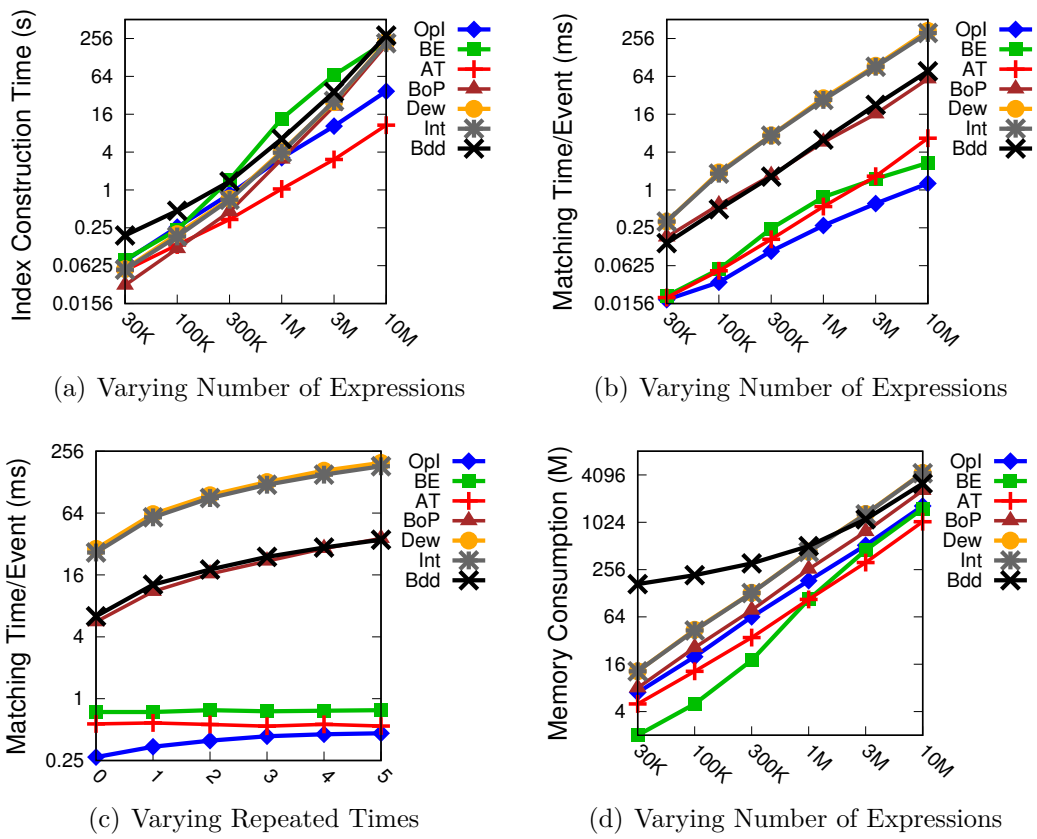 Index Construction Time (s)
256
64
16
4
1
0.25
0.0625
0.0156
30K
100K
300K
1M
3M
10M
OpI
BE
AT
BoP
Dew
Int
Bdd
(a) Varying Number of Expressions
Matching Time/Event (ms)
256
64
16
4
1
0.25
0.0625
0.0156
30K
100K
300K
1M
3M
10M
OpI
BE
AT
BoP
Dew
Int
Bdd
(b) Varying Number of Expressions
Matching Time/Event (ms)
256
64
16
4
1
0.25
0
1
2
3
4
5
OpI
BE
AT
BoP
Dew
Int
Bdd
(c) Varying Repeated Times
Memory Consumption (M)
4096
1024
256
64
16
4
30K
100K
300K
1M
3M
10M
OpI
BE
AT
BoP
Dew
Int
Bdd
(d) Varying Number of Expressions